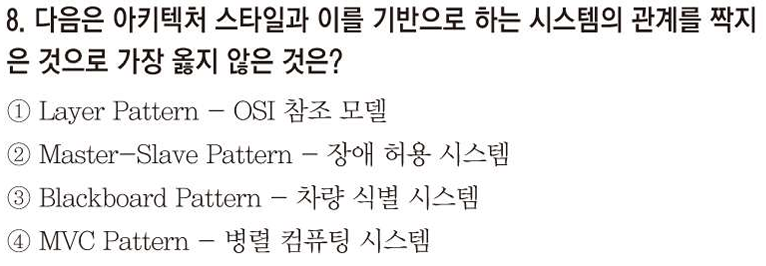 8. 다음은 아키텍처 스타일과 이를 기반으로 하는 시스템의 관계를 짝지
은 것으로 가장 옳지 않은 것은?
① Layer Pattern – OSI 참조 모델
② Master–Slave Pattern – 장애 허용 시스템
③ Blackboard Pattern – 차량 식별 시스템
④ MVC Pattern – 병렬 컴퓨팅 시스템